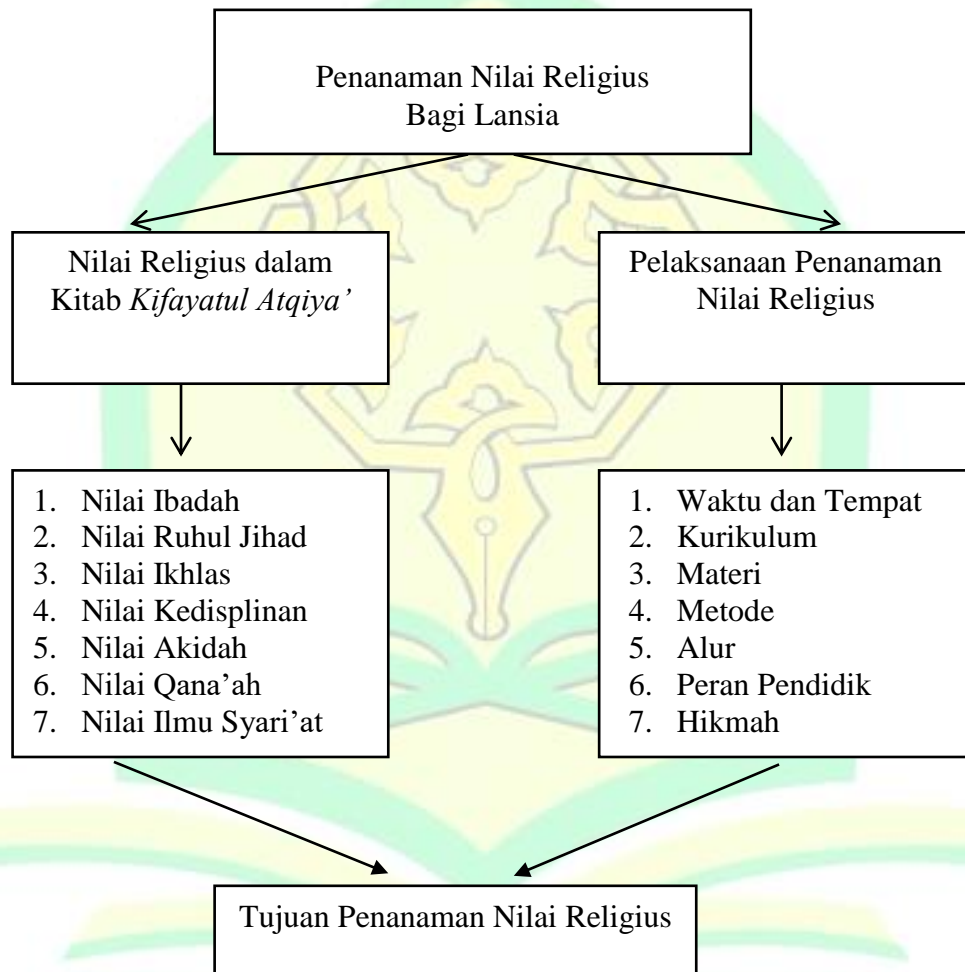 Penanaman Nilai Religius
Bagi Lansia
Nilai Religius dalam
Kitab Kifayatul Atqiya’
Pelaksanaan Penanaman
Nilai Religius
1. Nilai Ibadah
2. Nilai Ruhul Jihad
3. Nilai Ikhlas
4. Nilai Kedisplinan
5. Nilai Akidah
6. Nilai Qana’ah
7. Nilai Ilmu Syari’at
1. Waktu dan Tempat
2. Kurikulum
3. Materi
4. Metode
5. Alur
6. Peran Pendidik
7. Hikmah
Tujuan Penanaman Nilai Religius